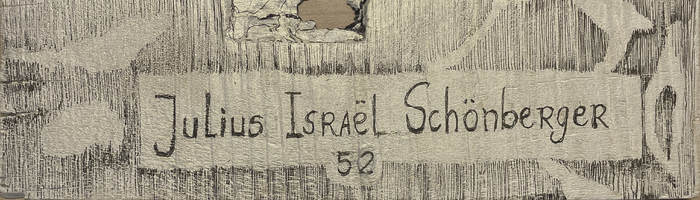 Julius Israël Schönberger
52